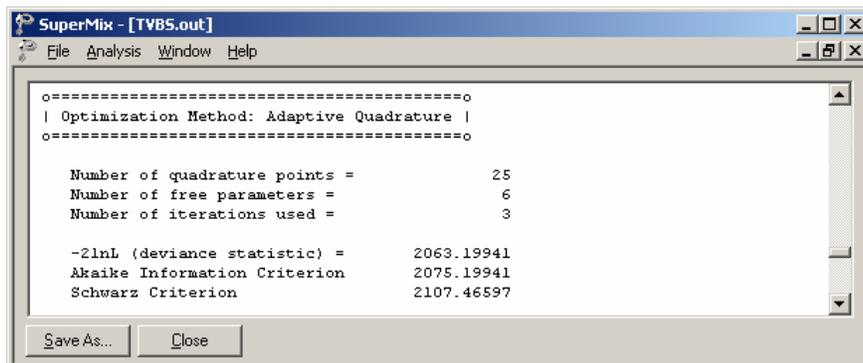 SuperMix - [TVBS.out]
File Analysis Window Help
o===========================================o
| Optimization Method: Adaptive Quadrature |
o===========================================o
Number of quadrature points = 25
Number of free parameters = 6
Number of iterations used = 3
-2lnL (deviance statistic) = 2063.19941
Akaike Information Criterion 2075.19941
Schwarz Criterion 2107.46597
Save As... Close